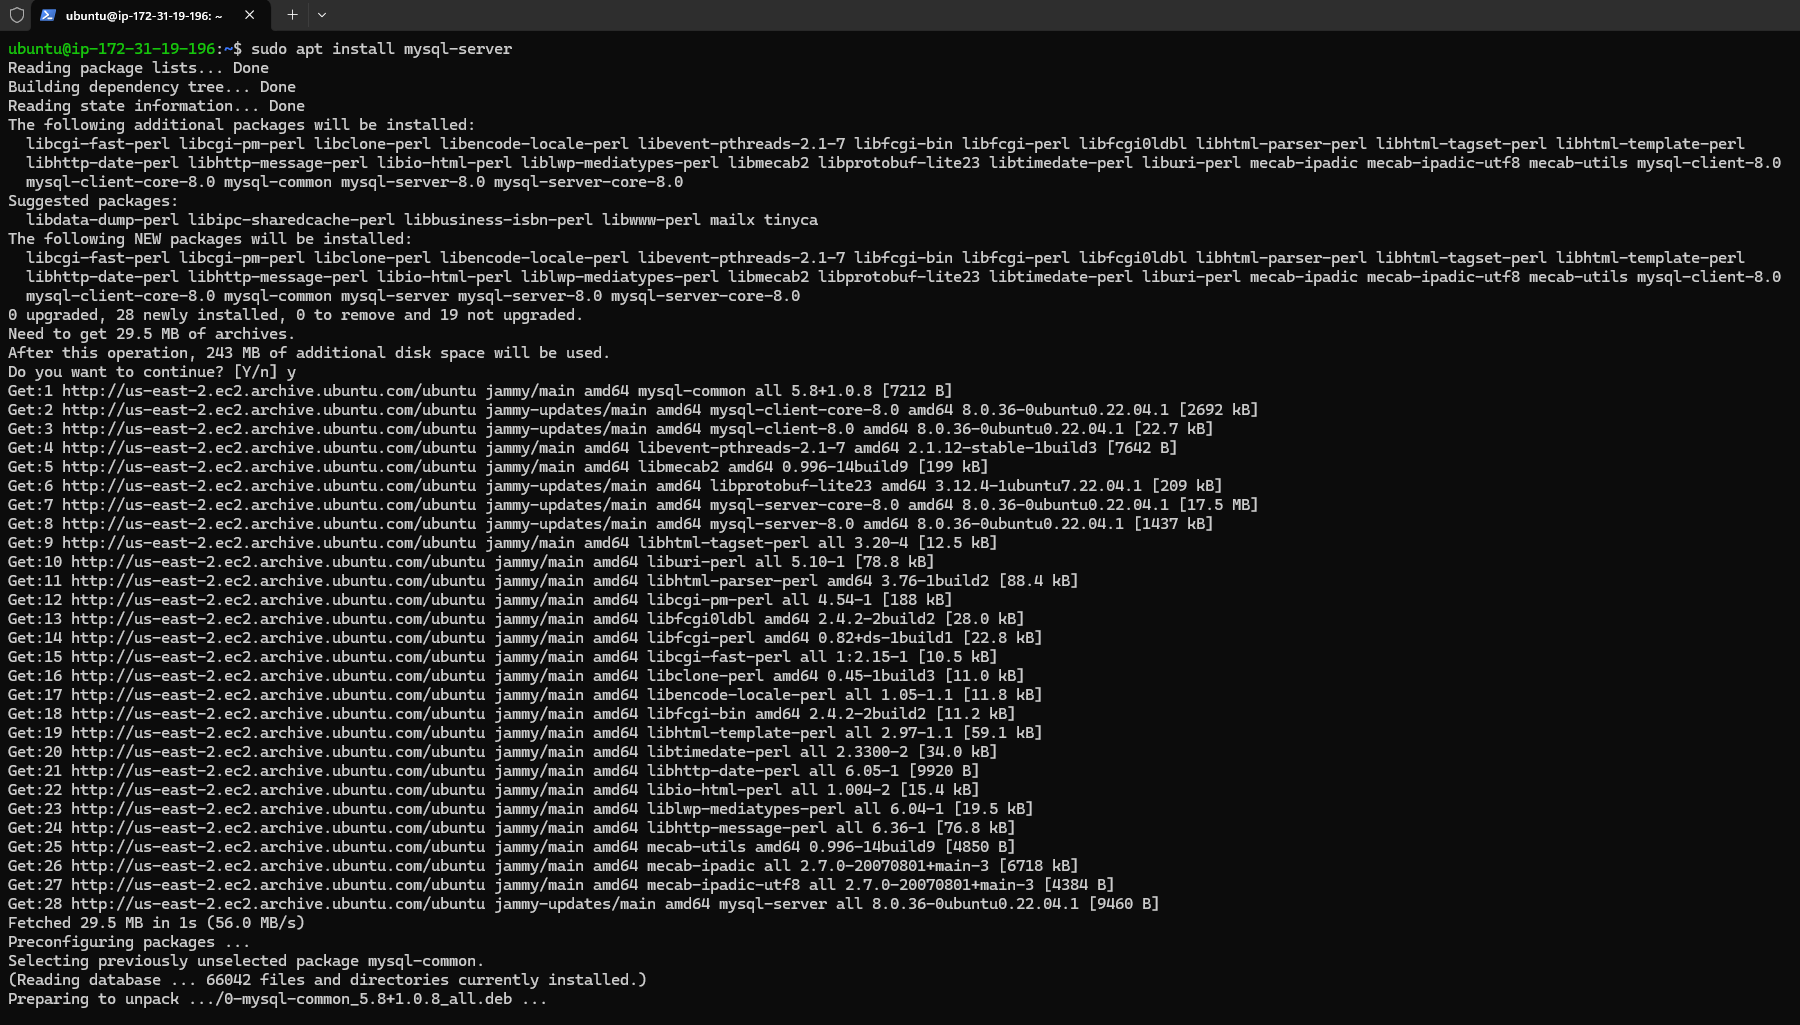 ubuntu@ip-172-31-19-196: ~
ubuntu@ip-172-31-19-196:~$ sudo apt install mysql-server
Reading package lists... Done
Building dependency tree... Done
Reading state information... Done
The following additional packages will be installed:
  libcgi-fast-perl libcgi-pm-perl libclone-perl libencode-locale-perl libevent-pthreads-2.1-7 libfcgi-bin libfcgi-perl libfcgi0ldbl libhtml-parser-perl libhtml-tagset-perl libhtml-template-perl
  libhttp-date-perl libhttp-message-perl libio-html-perl liblwp-mediatypes-perl libmecab2 libprotobuf-lite23 libtimedate-perl liburi-perl mecab-ipadic mecab-ipadic-utf8 mecab-utils mysql-client-8.0
  mysql-client-core-8.0 mysql-common mysql-server-8.0 mysql-server-core-8.0
Suggested packages:
  libdata-dump-perl libipc-sharedcache-perl libbusiness-isbn-perl libwww-perl mailx tinyca
The following NEW packages will be installed:
  libcgi-fast-perl libcgi-pm-perl libclone-perl libencode-locale-perl libevent-pthreads-2.1-7 libfcgi-bin libfcgi-perl libfcgi0ldbl libhtml-parser-perl libhtml-tagset-perl libhtml-template-perl
  libhttp-date-perl libhttp-message-perl libio-html-perl liblwp-mediatypes-perl libmecab2 libprotobuf-lite23 libtimedate-perl liburi-perl mecab-ipadic mecab-ipadic-utf8 mecab-utils mysql-client-8.0
  mysql-client-core-8.0 mysql-common mysql-server mysql-server-8.0 mysql-server-core-8.0
0 upgraded, 28 newly installed, 0 to remove and 19 not upgraded.
Need to get 29.5 MB of archives.
After this operation, 243 MB of additional disk space will be used.
Do you want to continue? [Y/n] y
Get:1 http://us-east-2.ec2.archive.ubuntu.com/ubuntu jammy/main amd64 mysql-common all 5.8+1.0.8 [7212 B]
Get:2 http://us-east-2.ec2.archive.ubuntu.com/ubuntu jammy-updates/main amd64 mysql-client-core-8.0 amd64 8.0.36-0ubuntu0.22.04.1 [2692 kB]
Get:3 http://us-east-2.ec2.archive.ubuntu.com/ubuntu jammy-updates/main amd64 mysql-client-8.0 amd64 8.0.36-0ubuntu0.22.04.1 [22.7 kB]
Get:4 http://us-east-2.ec2.archive.ubuntu.com/ubuntu jammy/main amd64 libevent-pthreads-2.1-7 amd64 2.1.12-stable-1build3 [7642 B]
Get:5 http://us-east-2.ec2.archive.ubuntu.com/ubuntu jammy/main amd64 libmecab2 amd64 0.996-14build9 [199 kB]
Get:6 http://us-east-2.ec2.archive.ubuntu.com/ubuntu jammy-updates/main amd64 libprotobuf-lite23 amd64 3.12.4-1ubuntu7.22.04.1 [209 kB]
Get:7 http://us-east-2.ec2.archive.ubuntu.com/ubuntu jammy-updates/main amd64 mysql-server-core-8.0 amd64 8.0.36-0ubuntu0.22.04.1 [17.5 MB]
Get:8 http://us-east-2.ec2.archive.ubuntu.com/ubuntu jammy-updates/main amd64 mysql-server-8.0 amd64 8.0.36-0ubuntu0.22.04.1 [1437 kB]
Get:9 http://us-east-2.ec2.archive.ubuntu.com/ubuntu jammy/main amd64 libhtml-tagset-perl all 3.20-4 [12.5 kB]
Get:10 http://us-east-2.ec2.archive.ubuntu.com/ubuntu jammy/main amd64 liburi-perl all 5.10-1 [78.8 kB]
Get:11 http://us-east-2.ec2.archive.ubuntu.com/ubuntu jammy/main amd64 libhtml-parser-perl amd64 3.76-1build2 [88.4 kB]
Get:12 http://us-east-2.ec2.archive.ubuntu.com/ubuntu jammy/main amd64 libcgi-pm-perl all 4.54-1 [188 kB]
Get:13 http://us-east-2.ec2.archive.ubuntu.com/ubuntu jammy/main amd64 libfcgi0ldbl amd64 2.4.2-2build2 [28.0 kB]
Get:14 http://us-east-2.ec2.archive.ubuntu.com/ubuntu jammy/main amd64 libfcgi-perl amd64 0.82+ds-1build1 [22.8 kB]
Get:15 http://us-east-2.ec2.archive.ubuntu.com/ubuntu jammy/main amd64 libcgi-fast-perl all 1:2.15-1 [10.5 kB]
Get:16 http://us-east-2.ec2.archive.ubuntu.com/ubuntu jammy/main amd64 libclone-perl amd64 0.45-1build3 [11.0 kB]
Get:17 http://us-east-2.ec2.archive.ubuntu.com/ubuntu jammy/main amd64 libencode-locale-perl all 1.05-1.1 [11.8 kB]
Get:18 http://us-east-2.ec2.archive.ubuntu.com/ubuntu jammy/main amd64 libfcgi-bin amd64 2.4.2-2build2 [11.2 kB]
Get:19 http://us-east-2.ec2.archive.ubuntu.com/ubuntu jammy/main amd64 libhtml-template-perl all 2.97-1.1 [59.1 kB]
Get:20 http://us-east-2.ec2.archive.ubuntu.com/ubuntu jammy/main amd64 libtimedate-perl all 2.3300-2 [34.0 kB]
Get:21 http://us-east-2.ec2.archive.ubuntu.com/ubuntu jammy/main amd64 libhttp-date-perl all 6.05-1 [9920 B]
Get:22 http://us-east-2.ec2.archive.ubuntu.com/ubuntu jammy/main amd64 libio-html-perl all 1.004-2 [15.4 kB]
Get:23 http://us-east-2.ec2.archive.ubuntu.com/ubuntu jammy/main amd64 liblwp-mediatypes-perl all 6.04-1 [19.5 kB]
Get:24 http://us-east-2.ec2.archive.ubuntu.com/ubuntu jammy/main amd64 libhttp-message-perl all 6.36-1 [76.8 kB]
Get:25 http://us-east-2.ec2.archive.ubuntu.com/ubuntu jammy/main amd64 mecab-utils amd64 0.996-14build9 [4850 B]
Get:26 http://us-east-2.ec2.archive.ubuntu.com/ubuntu jammy/main amd64 mecab-ipadic all 2.7.0-20070801+main-3 [6718 kB]
Get:27 http://us-east-2.ec2.archive.ubuntu.com/ubuntu jammy/main amd64 mecab-ipadic-utf8 all 2.7.0-20070801+main-3 [4384 B]
Get:28 http://us-east-2.ec2.archive.ubuntu.com/ubuntu jammy-updates/main amd64 mysql-server all 8.0.36-0ubuntu0.22.04.1 [9460 B]
Fetched 29.5 MB in 1s (56.0 MB/s)
Preconfiguring packages ...
Selecting previously unselected package mysql-common.
(Reading database ... 66042 files and directories currently installed.)
Preparing to unpack .../0-mysql-common_5.8+1.0.8_all.deb ...